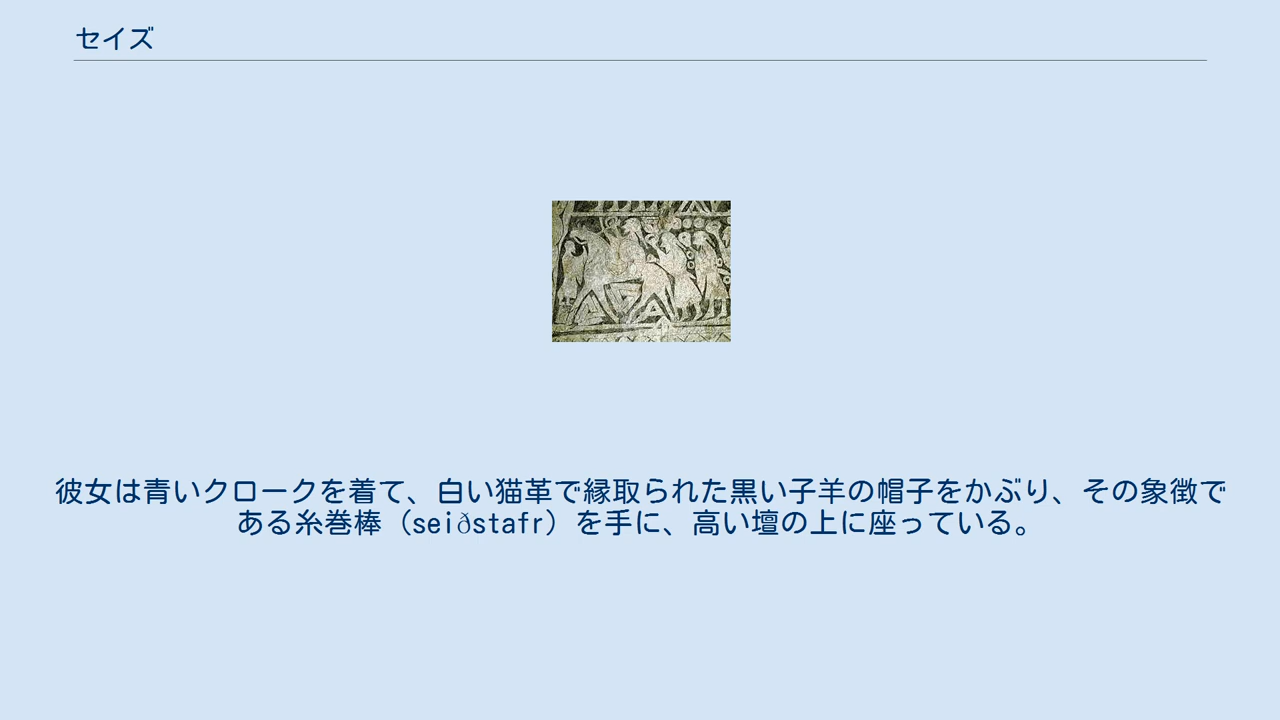 セイズ
彼女は青いクロークを着て、白い猫革で縁取られた黒い子羊の帽子をかぶり、その象徴で
ある糸巻棒（seiðstafr）を手に、高い壇の上に座っている。